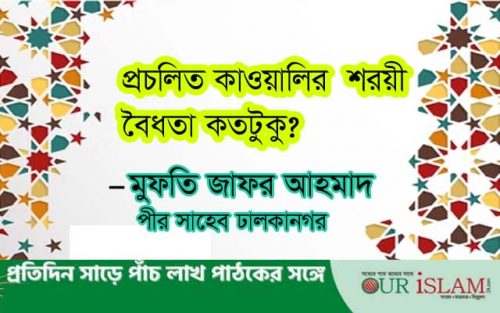 প্রচলিত কাওয়ালির শরয়ী
বৈধতা কতটুকু?
– মুফতি জাফর আহমাদ
পীর সাহেব ঢালকানগর
প্রতিদিন সাড়ে পাঁচ লাখ পাঠকের সঙ্গে
OUR iSLAM